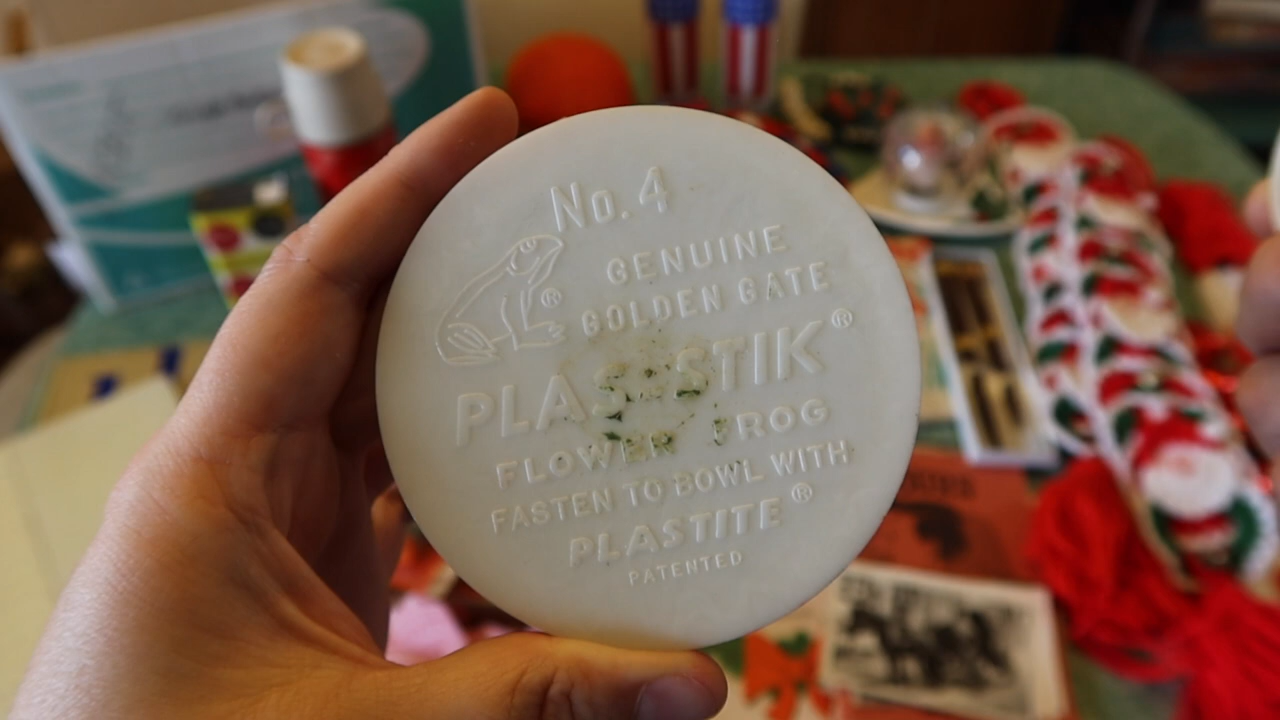 No. 4
®
GENUINE
GOLDEN GATE
PLASTIK®
FLOWER FROG
FASTEN TO BOWL WITH
PLASTITE®
PATENTED